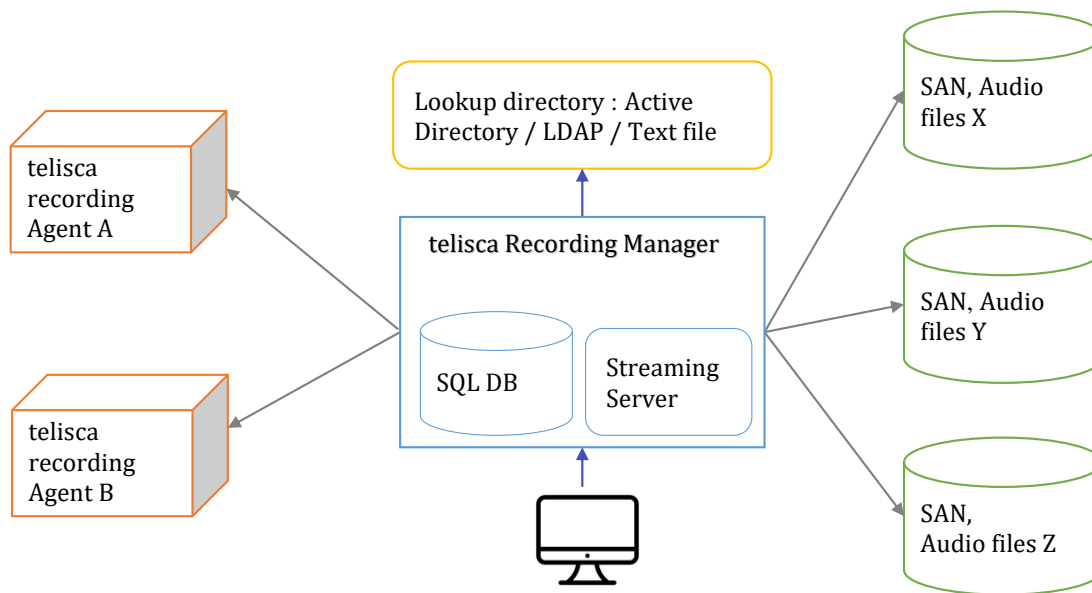 telisca
recording
Agent A
telisca
recording
Agent B
Lookup directory : Active
Directory / LDAP / Text file
telisca Recording Manager
SQL DB
Streaming
Server
SAN, Audio
files X
SAN, Audio
files Y
SAN,
Audio files Z